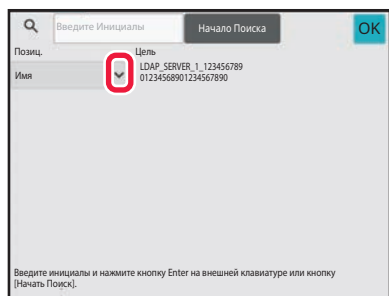 Введите Инициалы
Начало Поиска
OK
Позиц.
Цель
Имя
LDAP_SERVER_1_123456789
01234568901234567890
Введите инициалы и нажмите кнопку Enter на внешней клавиатуре или кнопку
[Начать Поиск].